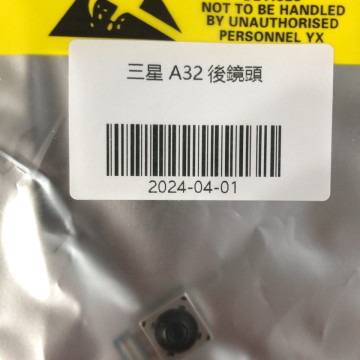 NOT TO BE HANDLED
BY UNAUTHORISED
PERSONNEL YX
三星 A32 後鏡頭
2024-04-01